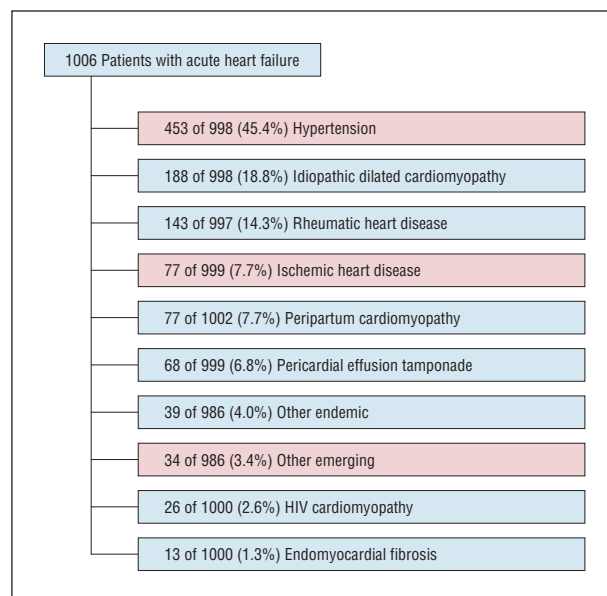 1006 Patients with acute heart failure
453 of 998 (45.4%) Hypertension
188 of 998 (18.8%) Idiopathic dilated cardiomyopathy
143 of 997 (14.3%) Rheumatic heart disease
77 of 999 (7.7%) Ischemic heart disease
77 of 1002 (7.7%) Peripartum cardiomyopathy
68 of 999 (6.8%) Pericardial effusion tamponade
39 of 986 (4.0%) Other endemic
34 of 986 (3.4%) Other emerging
26 of 1000 (2.6%) HIV cardiomyopathy
13 of 1000 (1.3%) Endomyocardial fibrosis